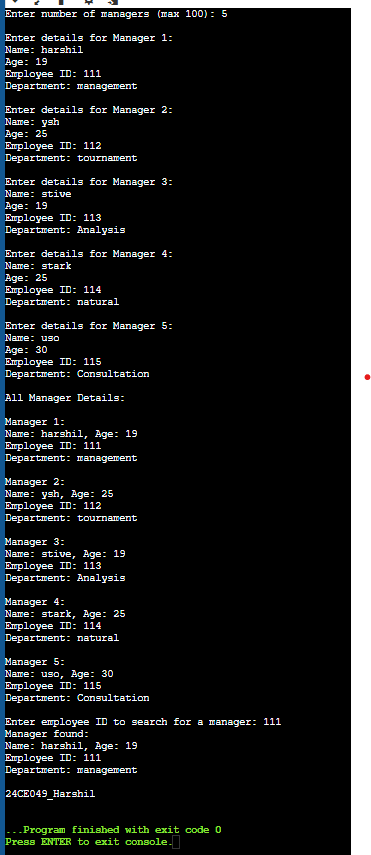 Enter number of managers (max 100): 5
Enter details for Manager 1:
Name: harshil
Age: 19
Employee ID: 111
Department: management
Enter details for Manager 2:
Name: ysh
Age: 25
Employee ID: 112
Department: tournament
Enter details for Manager 3:
Name: stive
Age: 19
Employee ID: 113
Department: Analysis
Enter details for Manager 4:
Name: stark
Age: 25
Employee ID: 114
Department: natural
Enter details for Manager 5:
Name: uso
Age: 30
Employee ID: 115
Department: Consultation
All Manager Details:
Manager 1:
Name: harshil, Age: 19
Employee ID: 111
Department: management
Manager 2:
Name: ysh, Age: 25
Employee ID: 112
Department: tournament
Manager 3:
Name: stive, Age: 19
Employee ID: 113
Department: Analysis
Manager 4:
Name: stark, Age: 25
Employee ID: 114
Department: natural
Manager 5:
Name: uso, Age: 30
Employee ID: 115
Department: Consultation
Enter employee ID to search for a manager: 111
Manager found:
Name: harshil, Age: 19
Employee ID: 111
Department: management
24CE049_Harshil
...Program finished with exit code 0
Press ENTER to exit console.